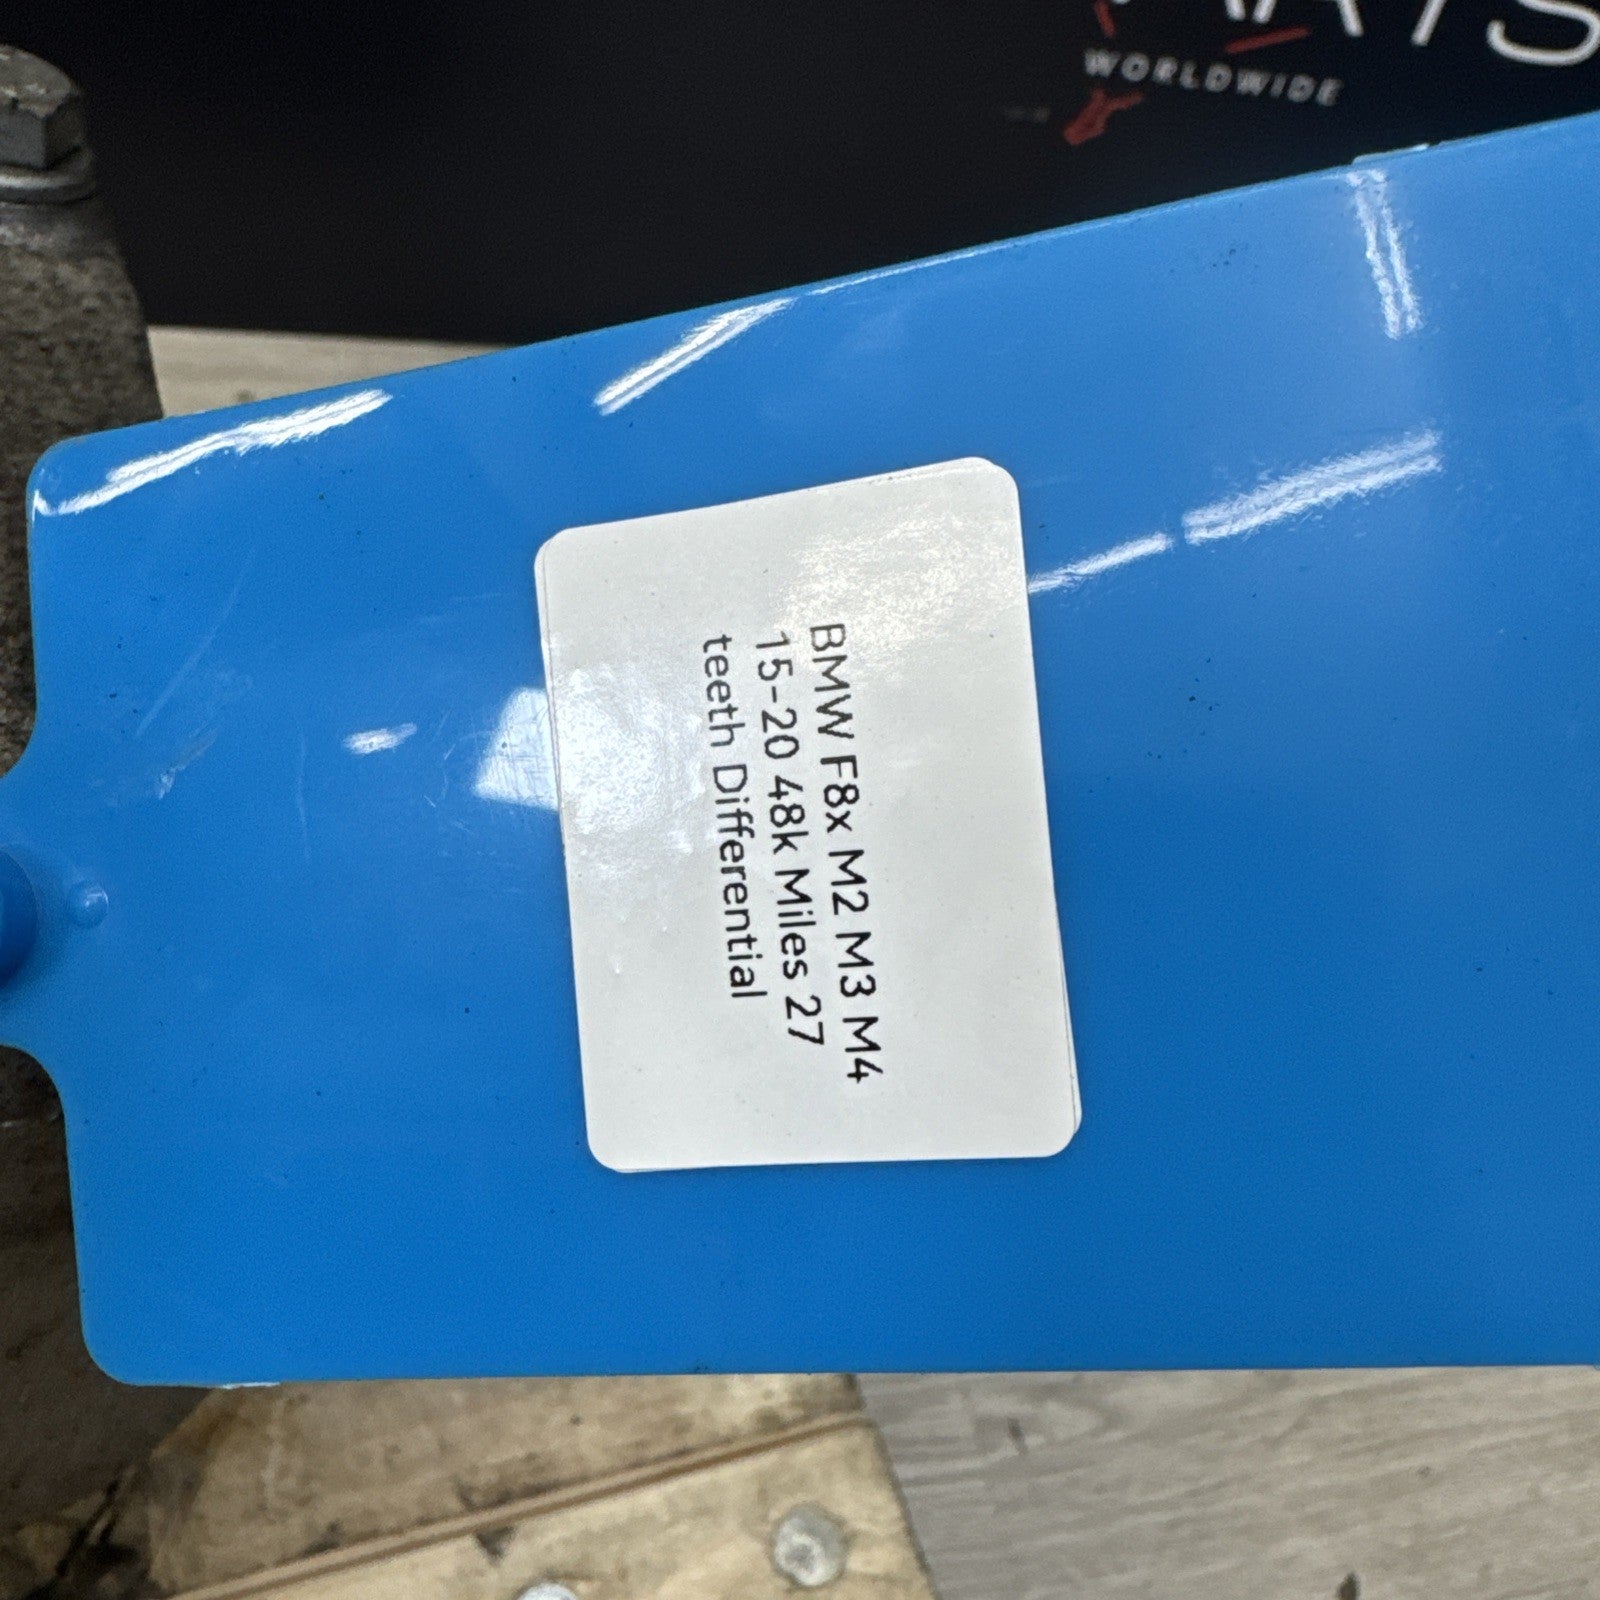 WORLDWIDE
BMW F8x M2 M3 M4
15-20 48k Miles 27
teeth Differential